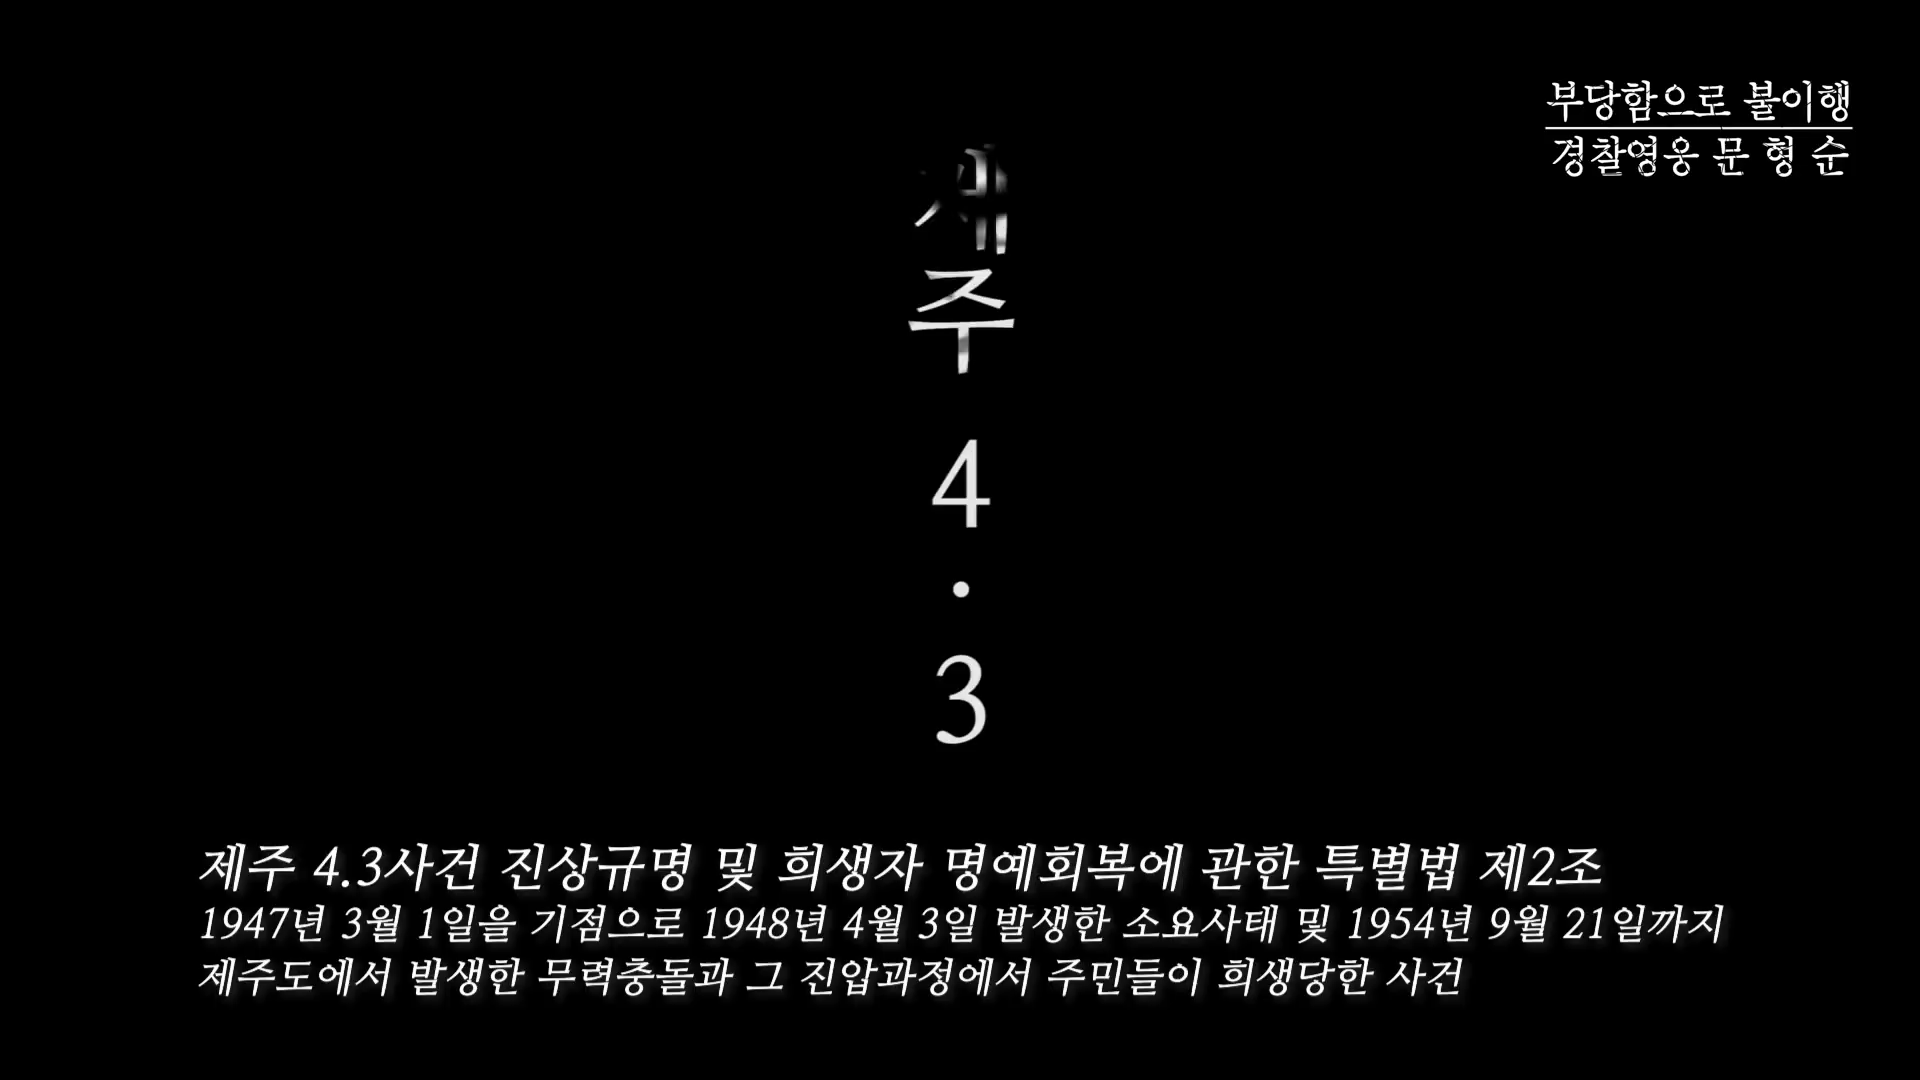 부당함으로 불이행
경찰영웅 문 형 순
제
주
4
·
3
제주 4.3사건 진상규명 및 희생자 명예회복에 관한 특별법 제2조
1947년 3월 1일을 기점으로 1948년 4월 3일 발생한 소요사태 및 1954년 9월 21일까지
제주도에서 발생한 무력충돌과 그 진압과정에서 주민들이 희생당한 사건